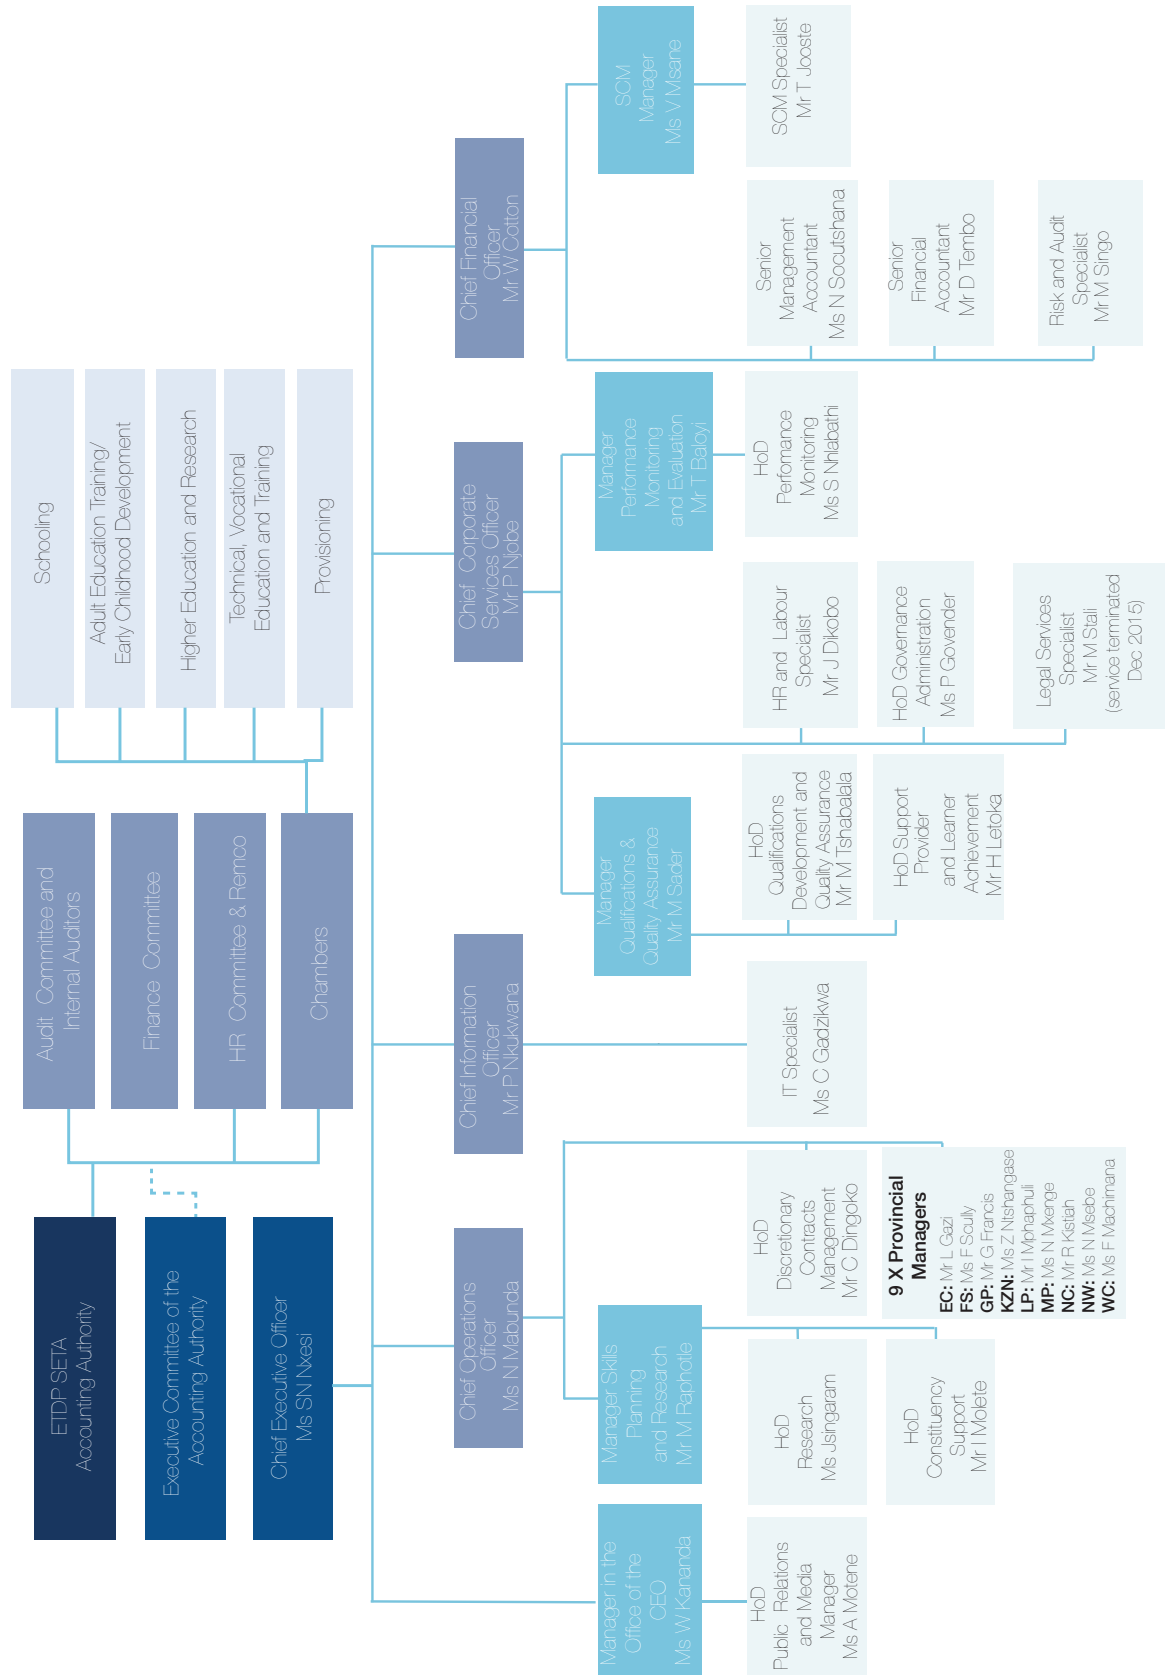 ETDP SETA
Accounting Authority
Executive Committee of the
Accounting Authority
Chief Executive Officer
Ms SN Nxesi
Audit Committee and
Internal Auditors
Finance Committee
HR Committee & Remco
Chambers
Schooling
Adult Education Training/
Early Childhood Development
Higher Education and Research
Technical, Vocational
Education and Training
Provisioning
Manager in the
Office of the
CEO
Ms W Kananda
HoD
Public Relations
and Media
Manager
Ms A Motene
Chief Operations
Officer
Ms N Mabunda
Manager Skills
Planning
and Research
Mr M Raphotle
HoD
Research
Ms Jsingaram
HoD
Constituency
Support
Mr I Molete
HoD
Discretionary
Contracts
Management
Mr C Dingoko
9 X Provincial
Managers
EC: Mr L Gazi
FS: Ms F Scully
GP: Mr G Francis
KZN: Ms Z Ntshangase
LP: Mr I Mphaphuli
MP: Ms N Mxenge
NC: Mr R Kistiah
NW: Ms N Msebe
WC: Ms F Machimana
Chief Information
Officer
Mr P Nkukwana
IT Specialist
Ms C Gadzikwa
Chief Corporate
Services Officer
Mr P Njobe
Manager
Qualifications &
Quality Assurance
Mr M Sader
HoD
Qualifications
Development and
Quality Assurance
Mr M Tshabalala
HoD Support
Provider
and Learner
Achievement
Mr H Letoka
HR and Labour
Specialist
Mr J Dikobo
HoD Governance
Administration
Ms P Govender
Legal Services
Specialist
Mr M Stali
(service terminated
Dec 2015)
Manager
Performance
Monitoring
and Evaluation
Mr T Baloyi
HoD
Perfomance
Monitoring
Ms S Nhlabathi
Chief Financial
Officer
Mr W Cotton
Senior
Management
Accountant
Ms N Socutshana
Senior
Financial
Accountant
Mr D Tembo
Risk and Audit
Specialist
Mr M Singo
SCM
Manager
Ms V Msane
SCM Specialist
Mr T Jooste